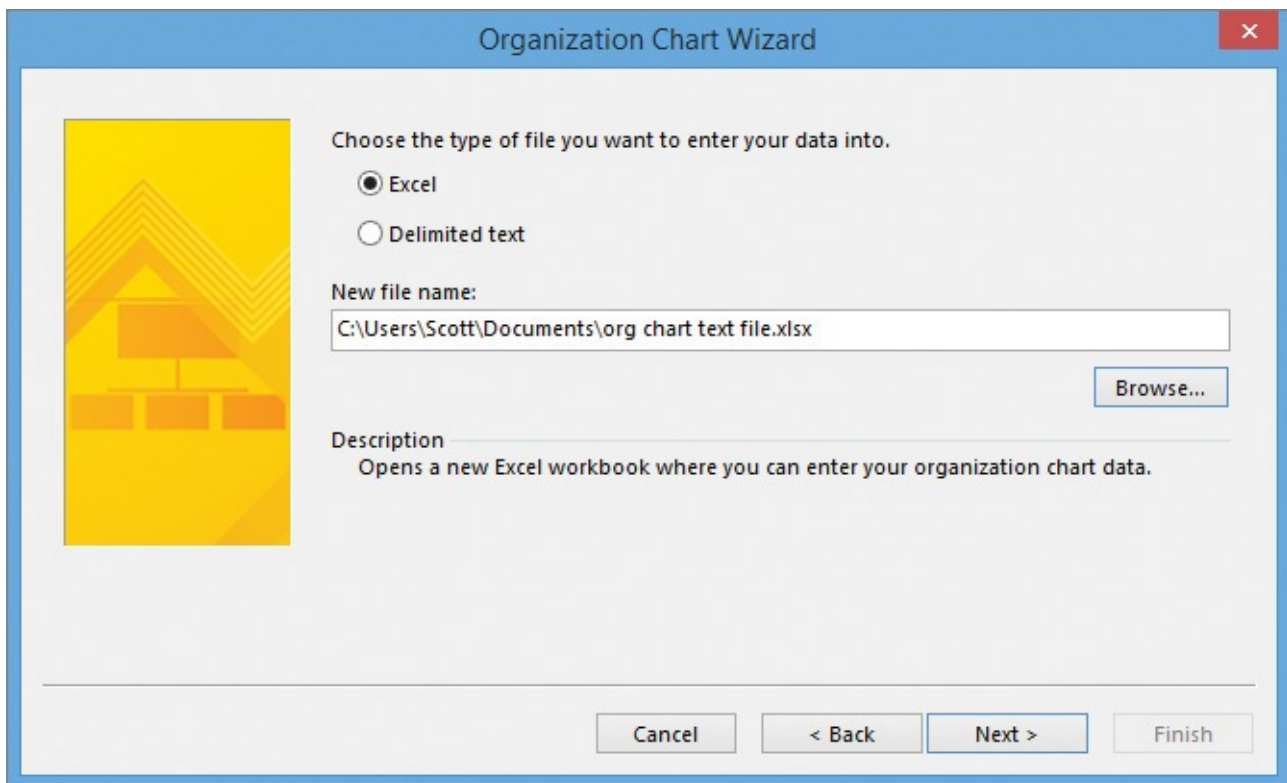 Organization Chart Wizard
Choose the type of file you want to enter your data into.
Excel
Delimited text
New file name:
C:\Users\Scott\Documents\org chart text file.xlsx
Browse...
Description
Opens a new Excel workbook where you can enter your organization chart data.
Cancel
< Back
Next >
Finish